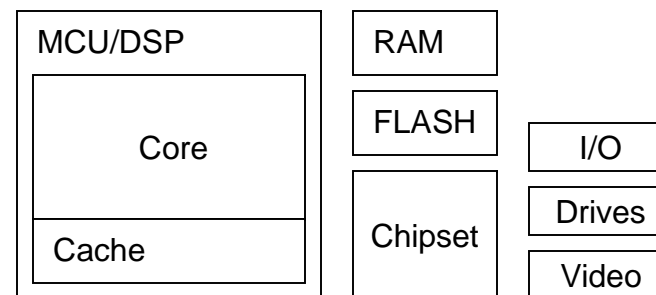 MCU/DSP
Core
Cache
RAM
FLASH
Chipset
I/O
Drives
Video